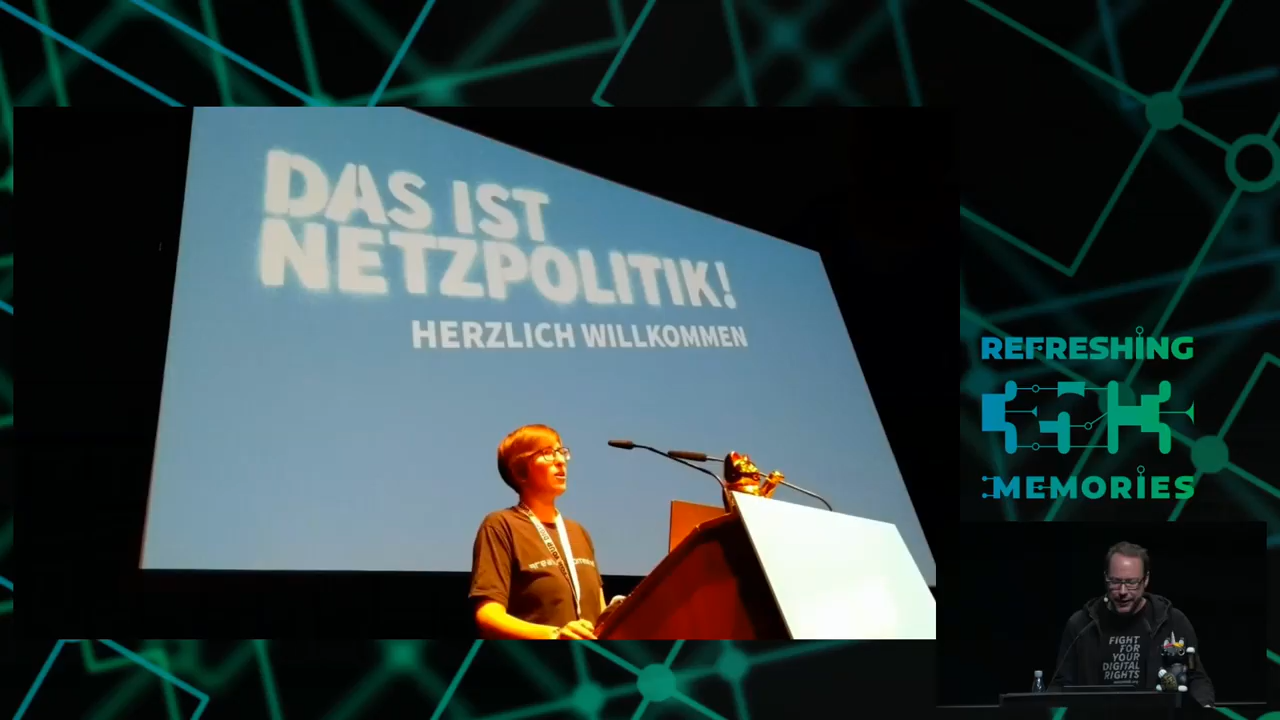 DAS IST
NETZPOLITIK!
HERZLICH WILLKOMMEN
REFRESHING
MEMORIES
FIGHT
FOR
YOUR
DIGITAL
RIGHTS